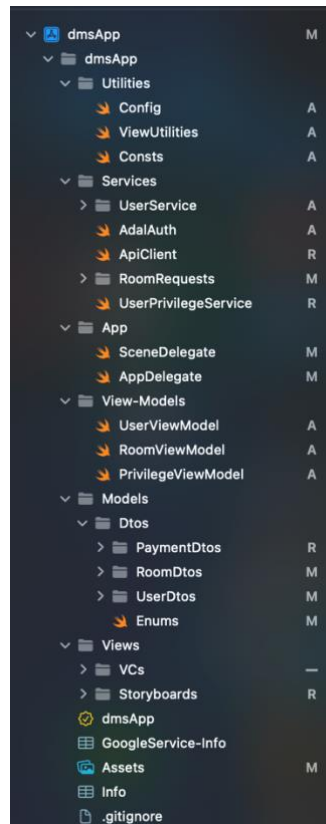 dmsApp M
dmsApp
Utilities
Config A
ViewUtilities A
Consts A
Services
UserService A
AdalAuth A
ApiClient R
RoomRequests M
UserPrivilegeService R
App
SceneDelegate M
AppDelegate M
View-Models
UserViewModel A
RoomViewModel A
PrivilegeViewModel A
Models
Dtos
PaymentDtos R
RoomDtos M
UserDtos M
Enums M
Views
VCs —
Storyboards R
dmsApp
GoogleService-Info
Assets M
Info
.gitignore